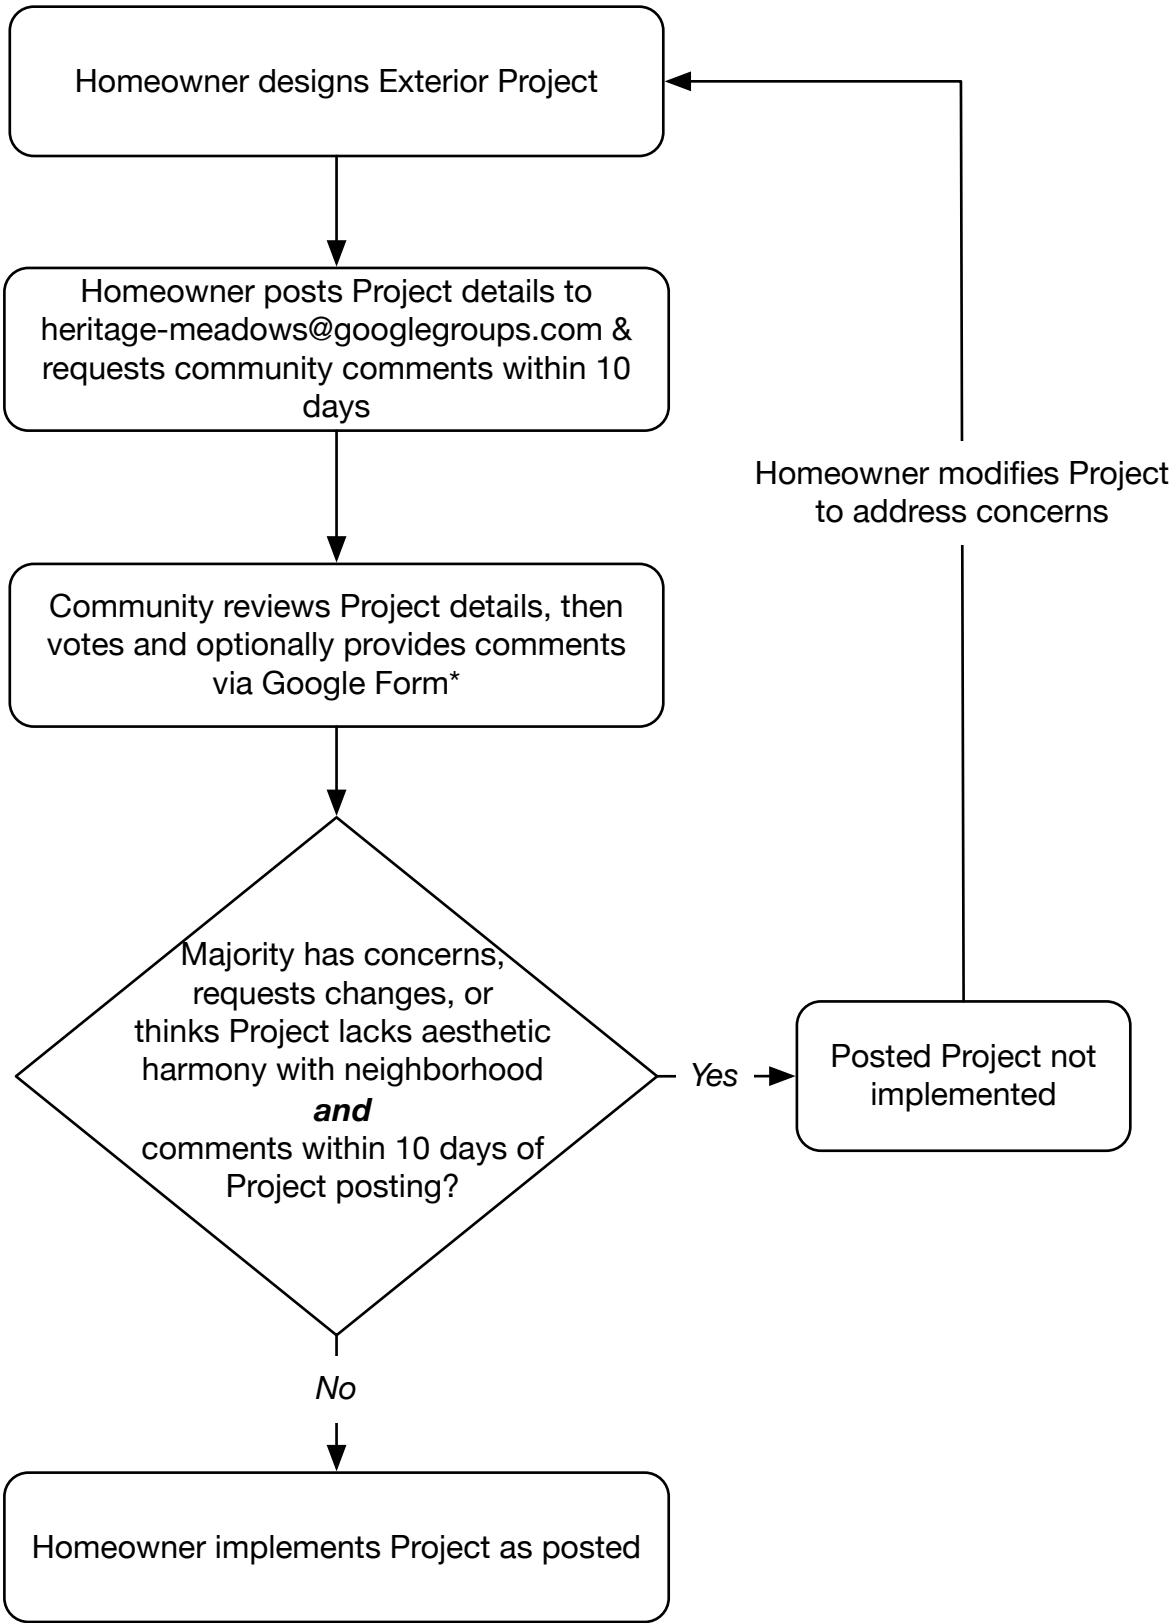 Homeowner designs Exterior Project
Homeowner posts Project details to
heritage-meadows@googlegroups.com &
requests community comments within 10
days
Homeowner modifies Project
to address concerns
Community reviews Project details, then
votes and optionally provides comments
via Google Form*
Majority has concerns,
requests changes, or
thinks Project lacks aesthetic
harmony with neighborhood
and
comments within 10 days of
Project posting?
Yes
Posted Project not
implemented
No
Homeowner implements Project as posted